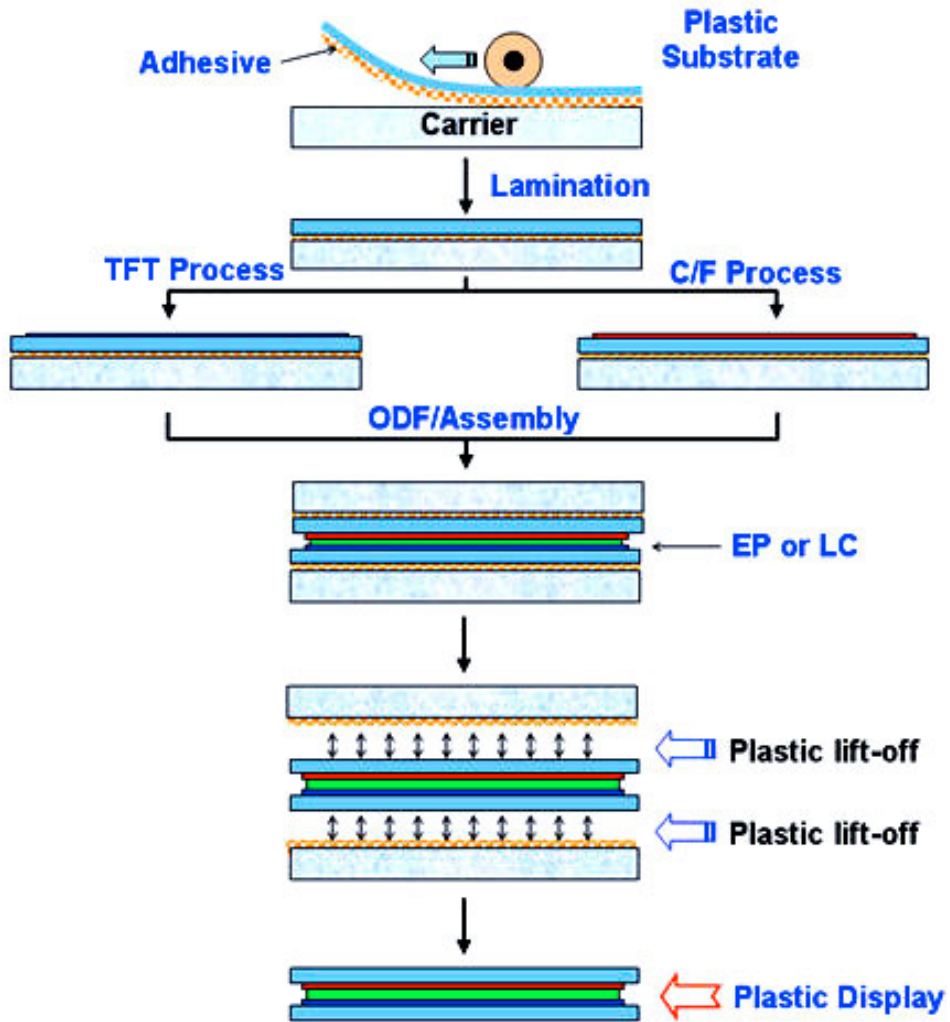 Plastic
Substrate
Adhesive
Carrier
Lamination
TFT Process
C/F Process
ODF/Assembly
EP or LC
Plastic lift-off
Plastic lift-off
Plastic Display